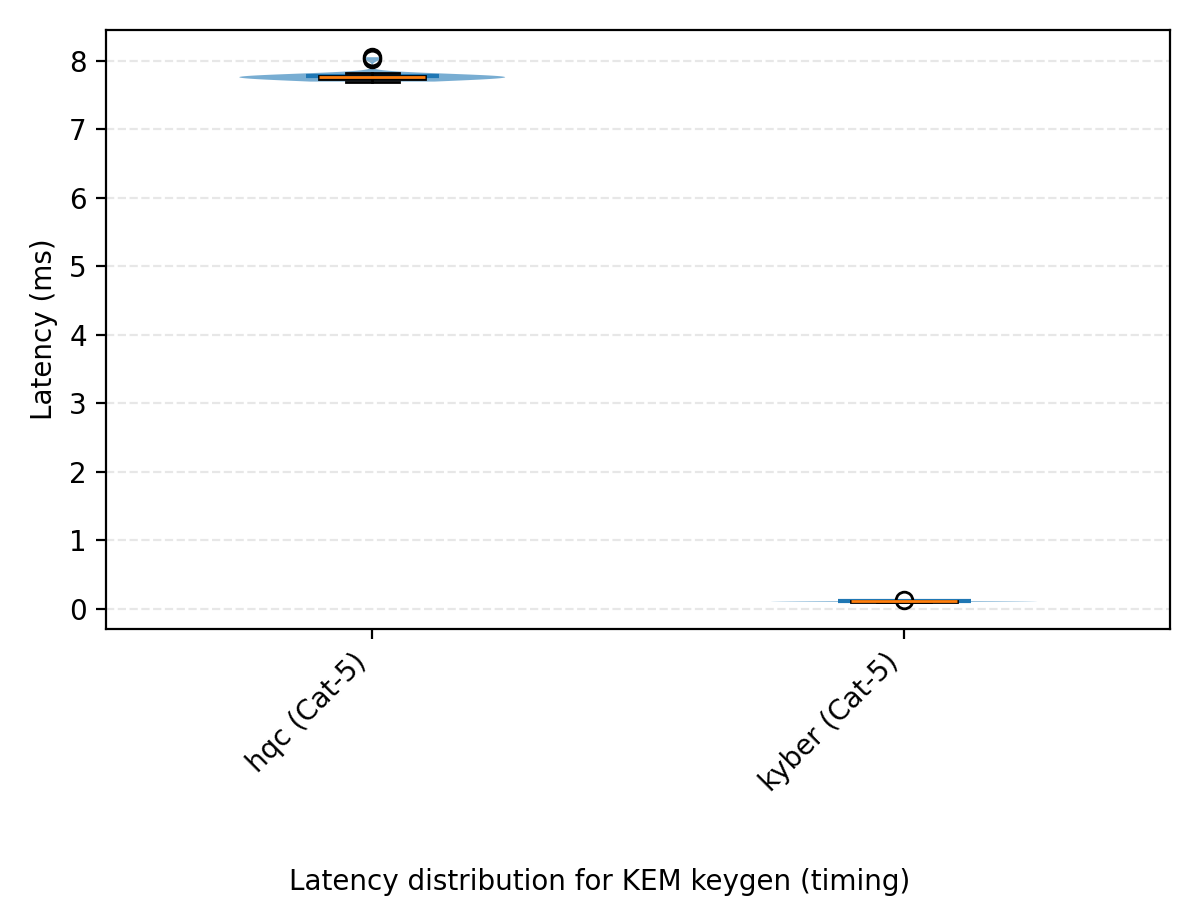 8
7
6
5
4
3
2
1
0
Latency (ms)
hqc (Cat-5)
kyber (Cat-5)
Latency distribution for KEM keygen (timing)